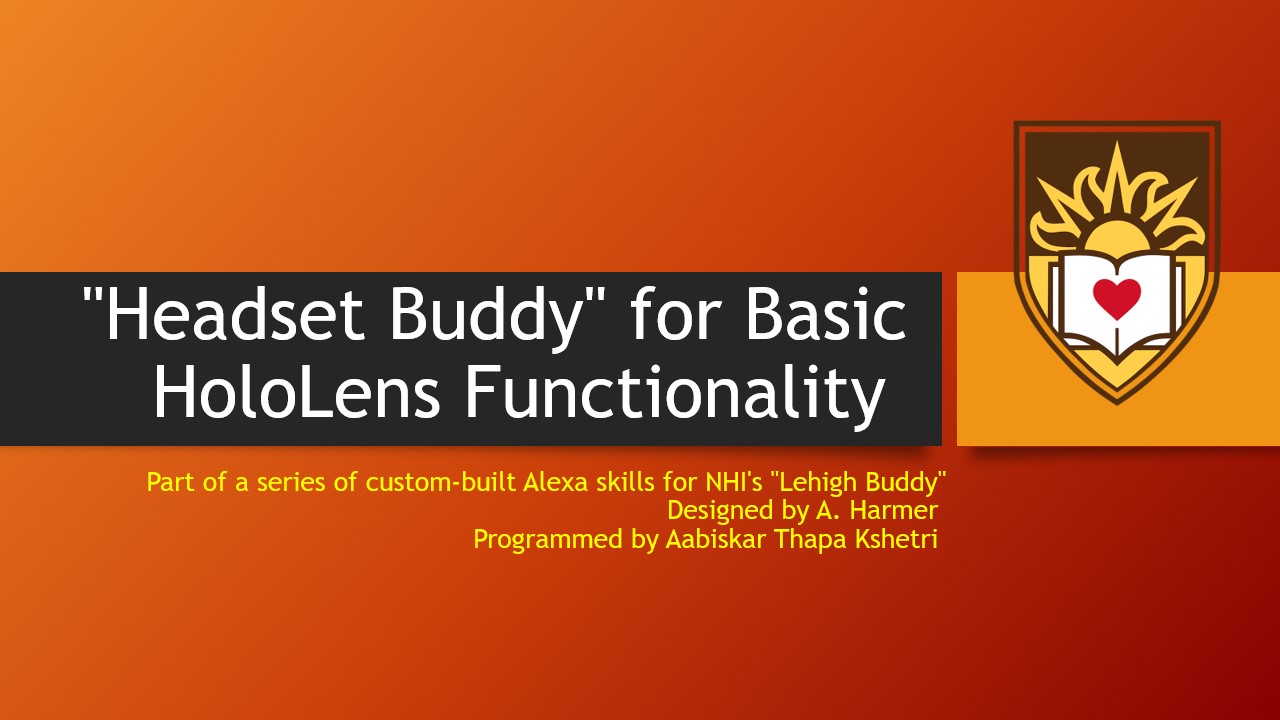 "Headset Buddy" for Basic
HoloLens Functionality
Part of a series of custom-built Alexa skills for NHI's "Lehigh Buddy"
Designed by A. Harmer
Programmed by Aabiskar Thapa Kshetri